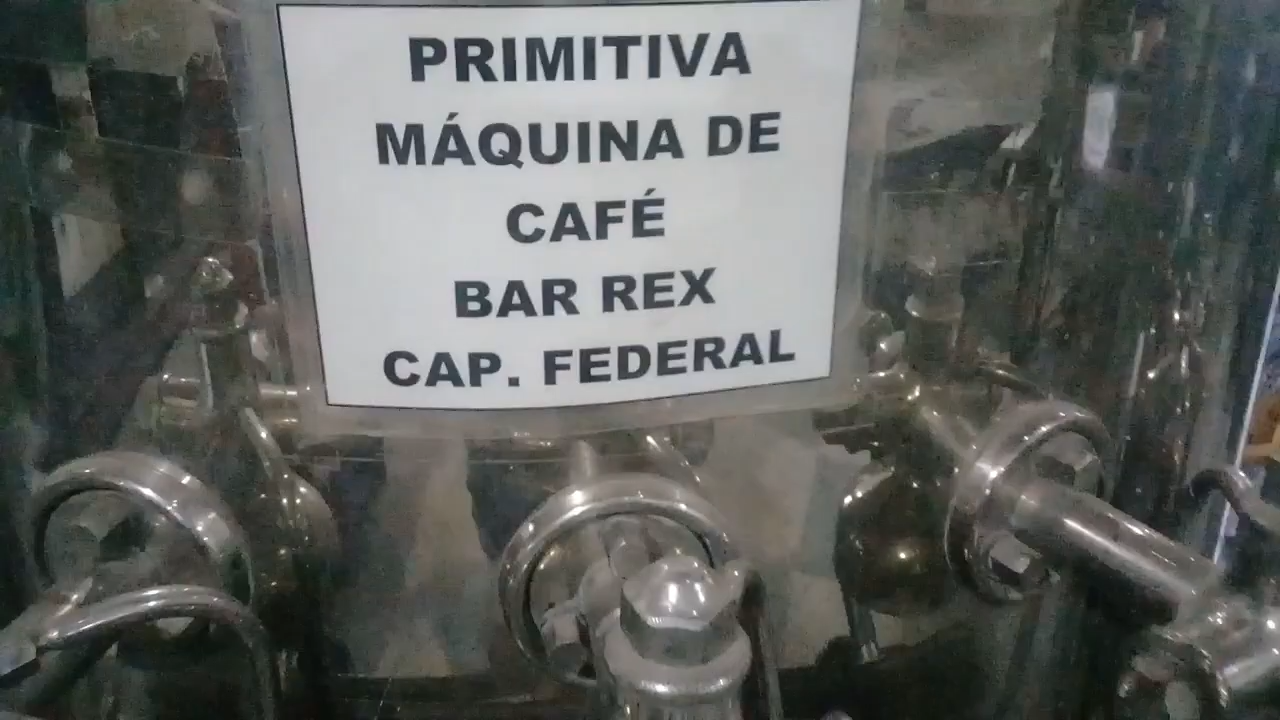 PRIMITIVA
MÁQUINA DE
CAFÉ
BAR REX
CAP. FEDERAL